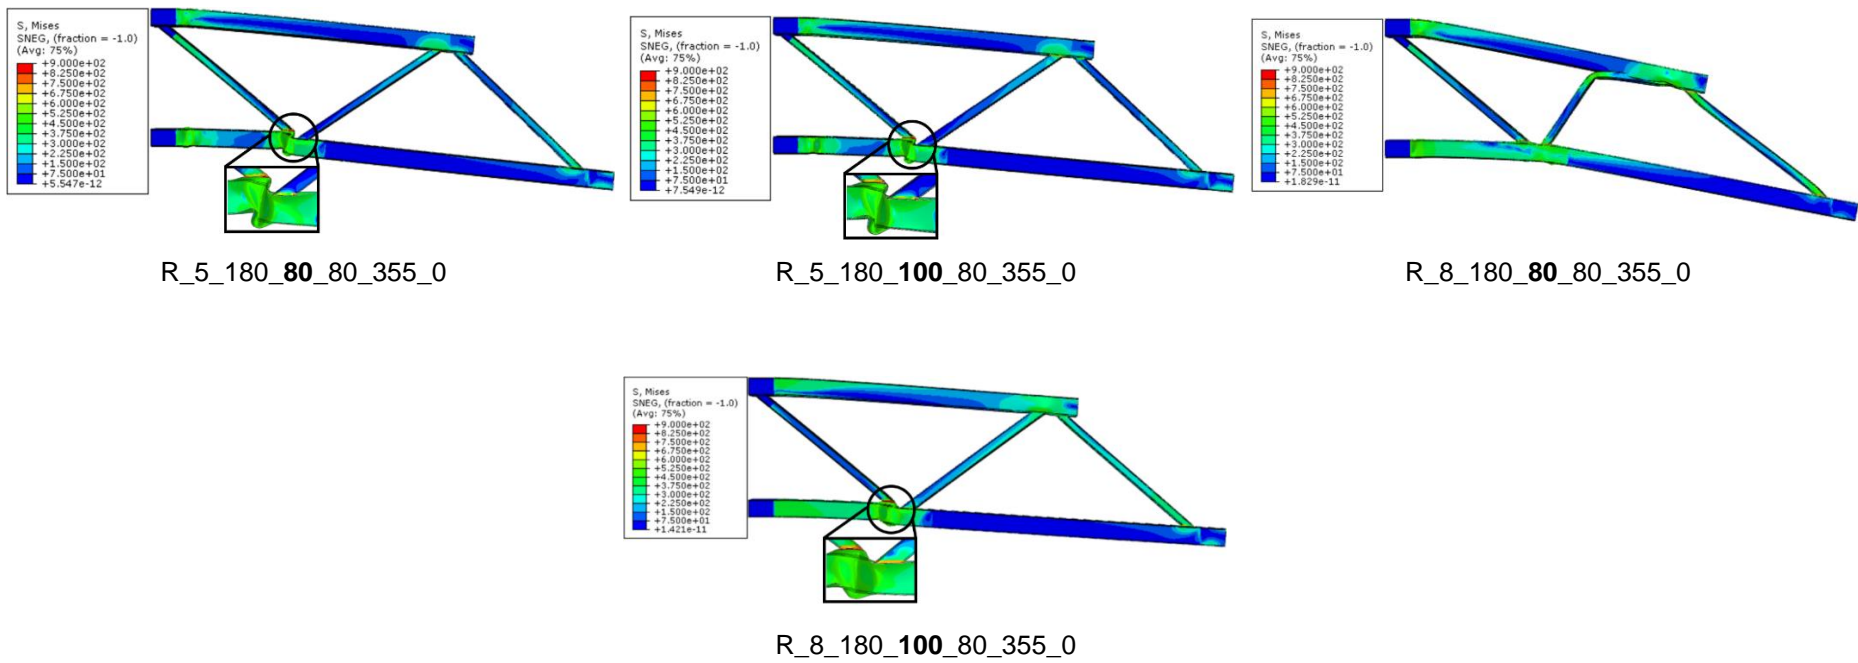 S, Mises
SNEG, (fraction = -1.0)
(Avg: 75%)
+9.000e+02
+8.250e+02
+7.500e+02
+6.750e+02
+6.000e+02
+5.250e+02
+4.500e+02
+3.750e+02
+3.000e+02
+2.250e+02
+1.500e+02
+7.500e+01
+5.547e-12
R_5_180_80_80_355_0
S, Mises
SNEG, (fraction = -1.0)
(Avg: 75%)
+9.000e+02
+8.250e+02
+7.500e+02
+6.750e+02
+6.000e+02
+5.250e+02
+4.500e+02
+3.750e+02
+3.000e+02
+2.250e+02
+1.500e+02
+7.500e+01
+7.549e-12
R_5_180_100_80_355_0
S, Mises
SNEG, (fraction = -1.0)
(Avg: 75%)
+9.000e+02
+8.250e+02
+7.500e+02
+6.750e+02
+6.000e+02
+5.250e+02
+4.500e+02
+3.750e+02
+3.000e+02
+2.250e+02
+1.500e+02
+7.500e+01
+1.829e-11
R_8_180_80_80_355_0
S, Mises
SNEG, (fraction = -1.0)
(Avg: 75%)
+9.000e+02
+8.250e+02
+7.500e+02
+6.750e+02
+6.000e+02
+5.250e+02
+4.500e+02
+3.750e+02
+3.000e+02
+2.250e+02
+1.500e+02
+7.500e+01
+1.421e-11
R_8_180_100_80_355_0